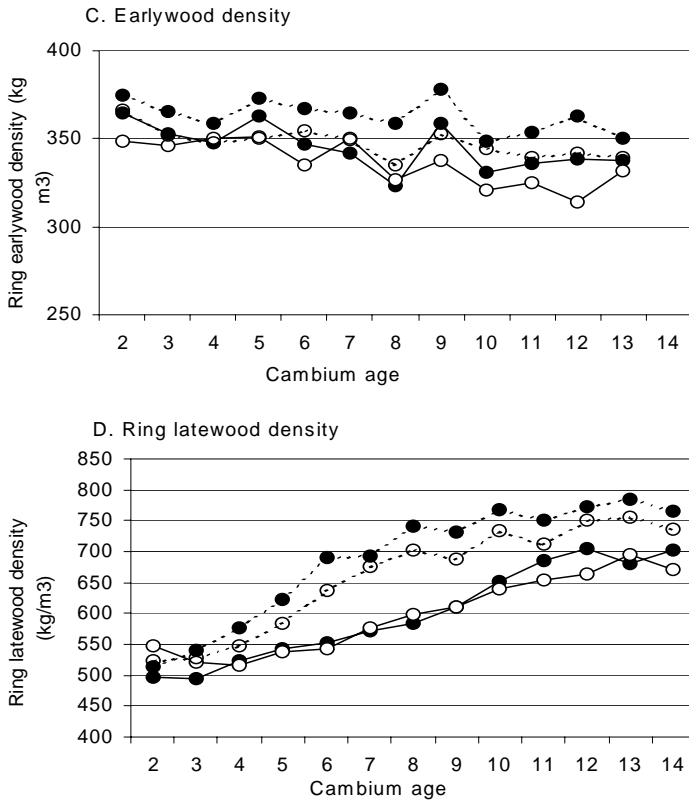 C. Earlywood density
Ring earlywood density (kg
m3)
400
350
300
250
2 3 4 5 6 7 8 9 10 11 12 13 14
Cambium age
D. Ring latewood density
Ring latewood density
(kg/m3)
850
800
750
700
650
600
550
500
450
400
2 3 4 5 6 7 8 9 10 11 12 13 14
Cambium age